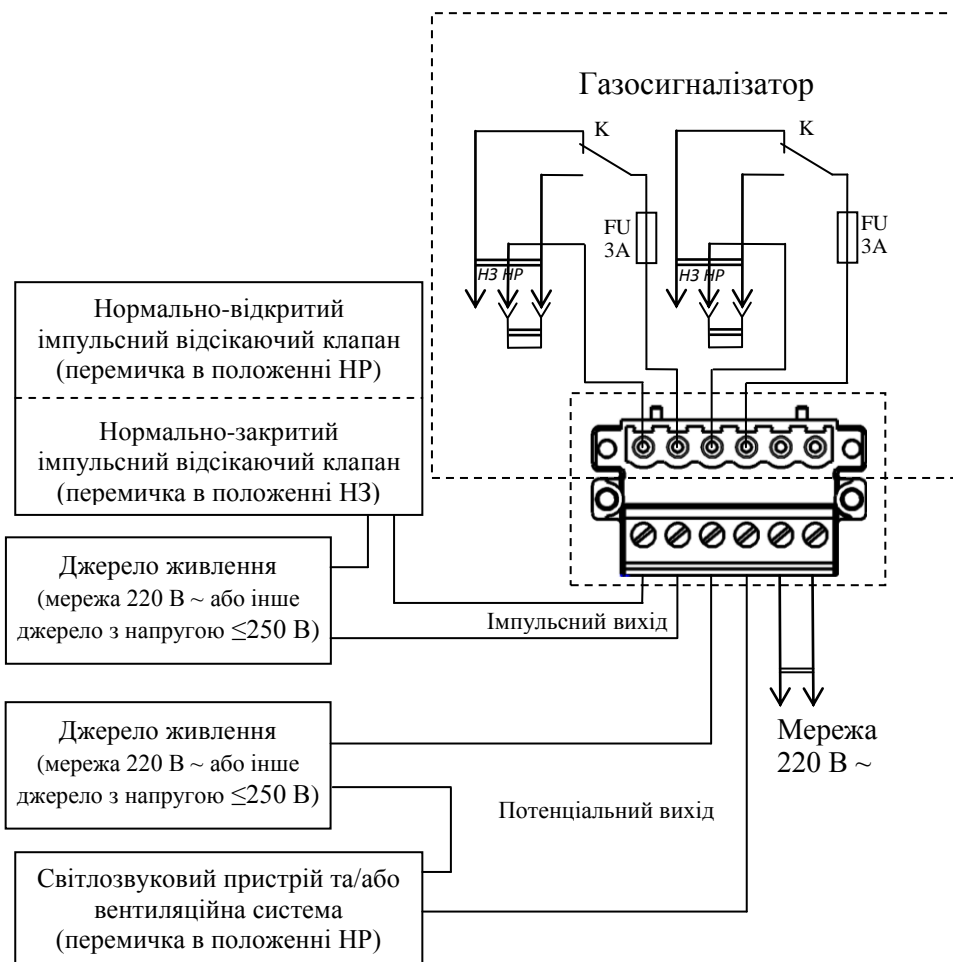 Газосигналізатор
К
К
FU
3А
FU
3А
НЗ НР
НЗ НР
Нормально-відкритий
імпульсний відсікаючий клапан
(перемичка в положенні НР)
Нормально-закритий
імпульсний відсікаючий клапан
(перемичка в положенні НЗ)
Джерело живлення
(мережа 220 В ~ або інше
джерело з напругою ≤250 В)
Імпульсний вихід
Джерело живлення
(мережа 220 В ~ або інше
джерело з напругою ≤250 В)
Мережа
220 В ~
Потенціальний вихід
Світлозвуковий пристрій та/або
вентиляційна система
(перемичка в положенні НР)